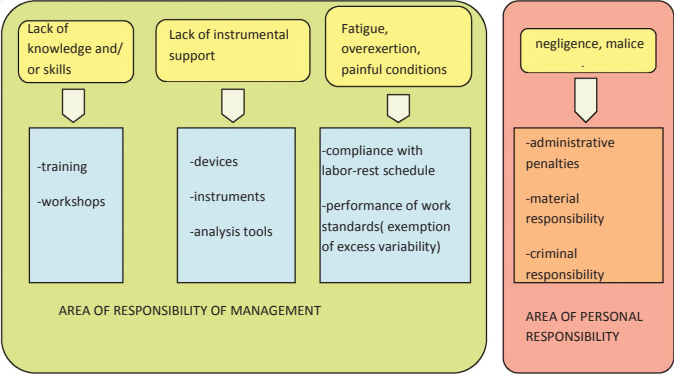 Lack of
knowledge and/
or skills
Lack of instrumental
support
Fatigue,
overexertion,
painful conditions
negligence, malice
.
-training
-workshops
-devices
-instruments
-analysis tools
-compliance with
labor-rest schedule
-performance of work
standards( exemption
of excess variability)
-administrative
penalties
-material
responsibility
-criminal
responsibility
AREA OF RESPONSIBILITY OF MANAGEMENT
AREA OF PERSONAL
RESPONSIBILITY